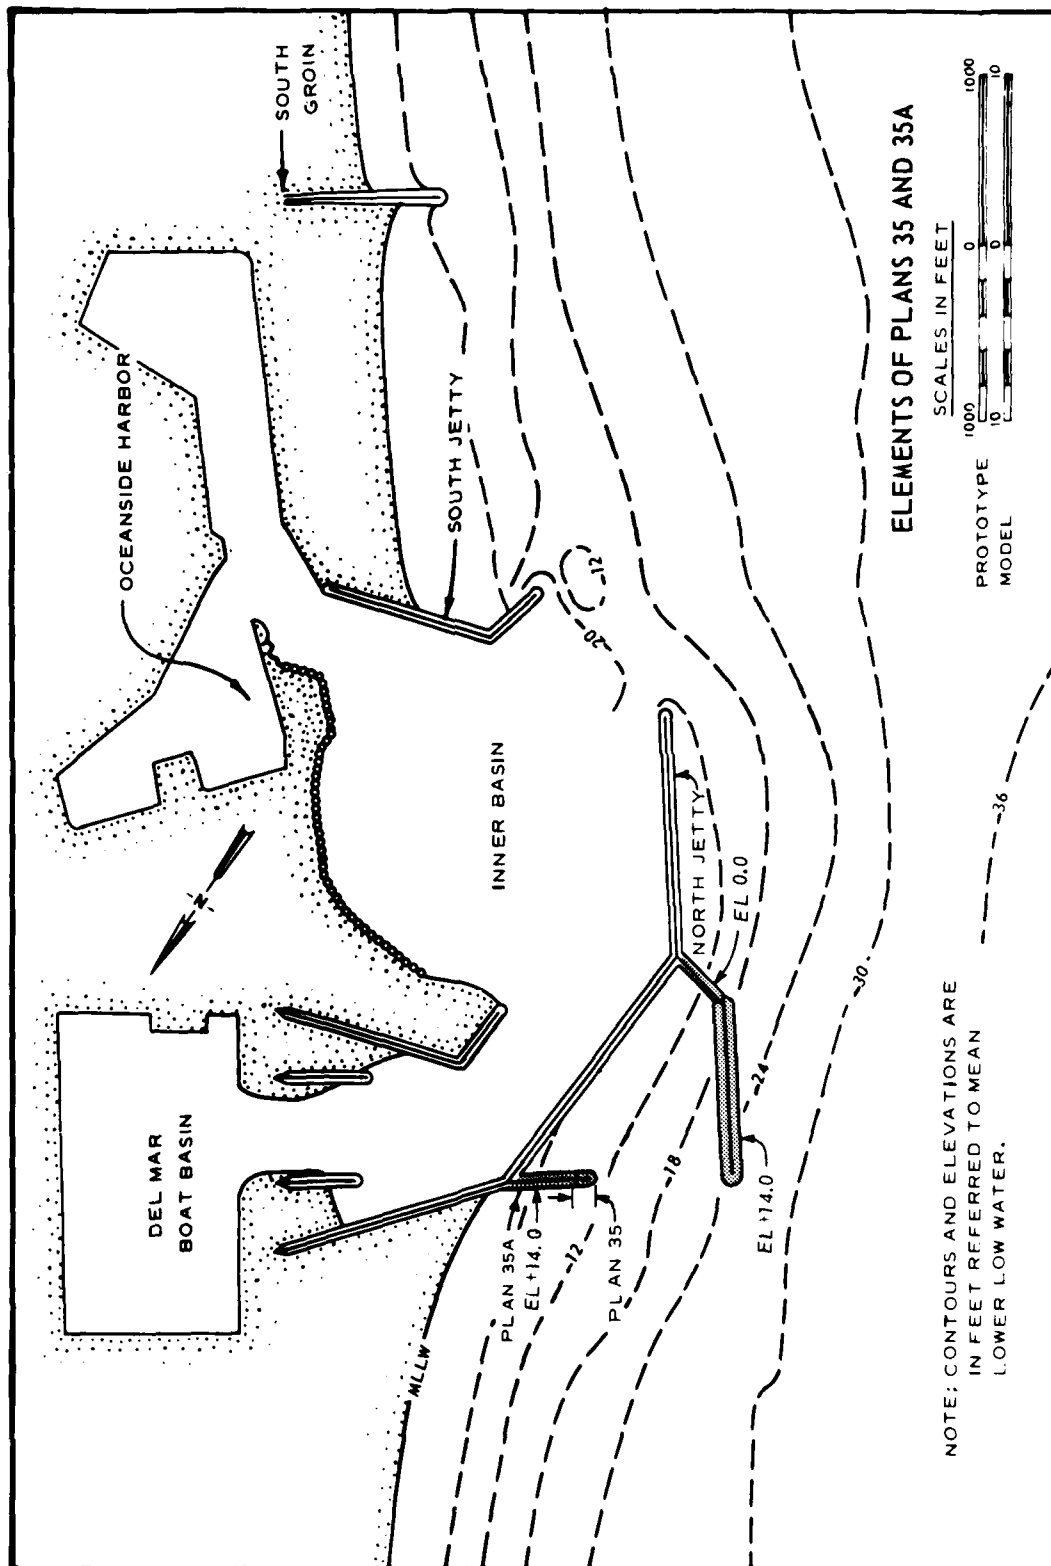 SOUTH
GROIN
OCEANSIDE HARBOR
SOUTH JETTY
N
DEL MAR
BOAT BASIN
INNER BASIN
-12
-20
NORTH JETTY
EL 0.0
MLLW
PLAN 35A
EL +14.0
-12
PLAN 35
-18
-24
EL +14.0
-30
-36
NOTE: CONTOURS AND ELEVATIONS ARE
IN FEET REFERRED TO MEAN
LOWER LOW WATER.
ELEMENTS OF PLANS 35 AND 35A
SCALES IN FEET
PROTOTYPE 1000 0 1000
MODEL 10 0 10